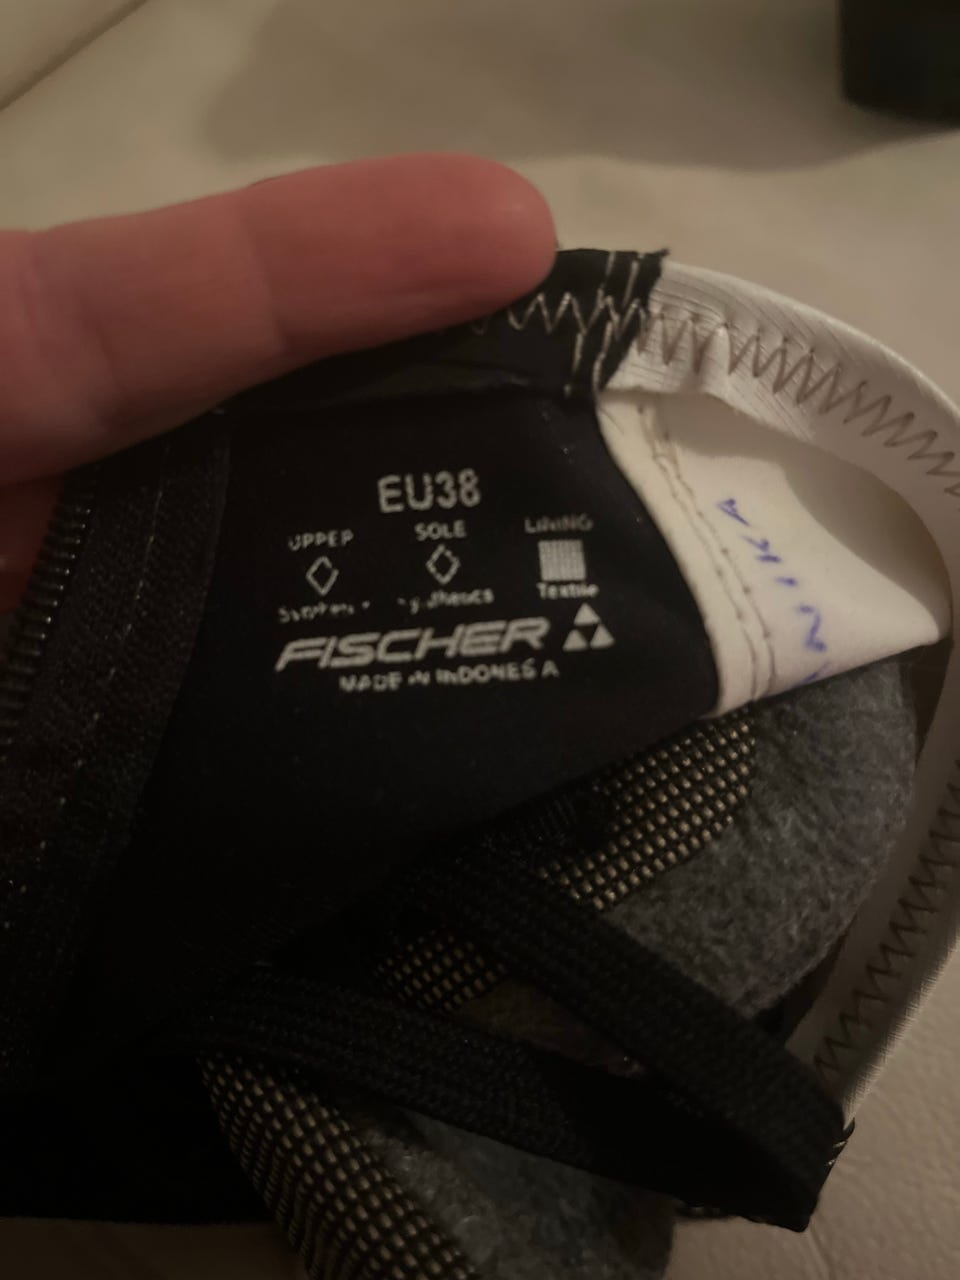 EU38
UPPER SOLE LINING
Textile
FISCHER
MADE IN INDONESIA